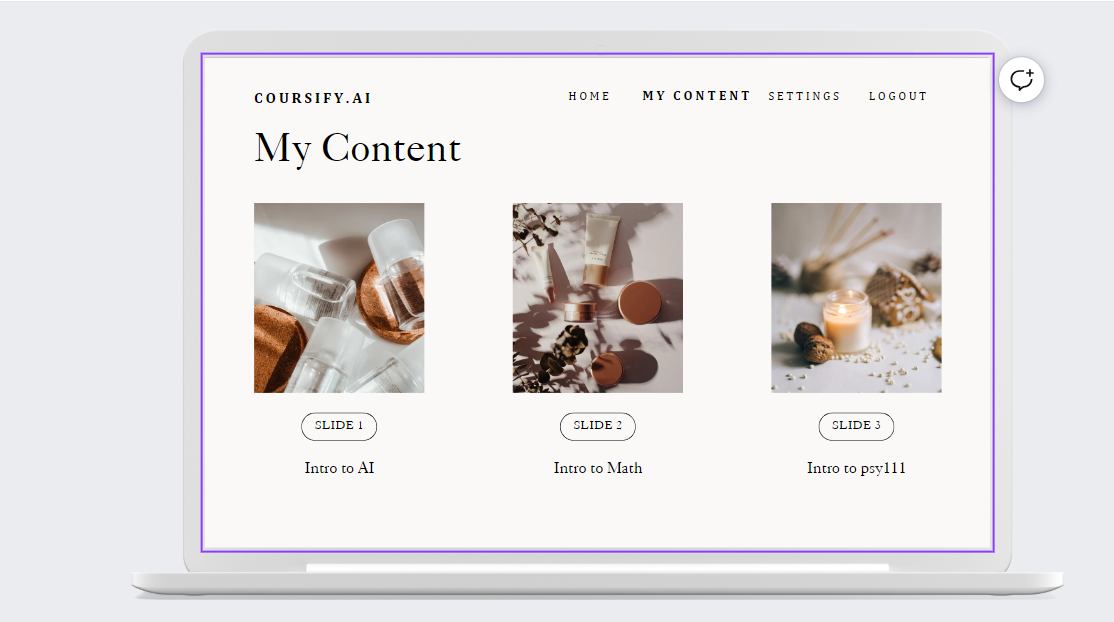 COURSIFY.AI
HOME MY CONTENT SETTINGS LOGOUT
My Content
SLIDE 1 SLIDE 2 SLIDE 3
Intro to AI Intro to Math Intro to psy111